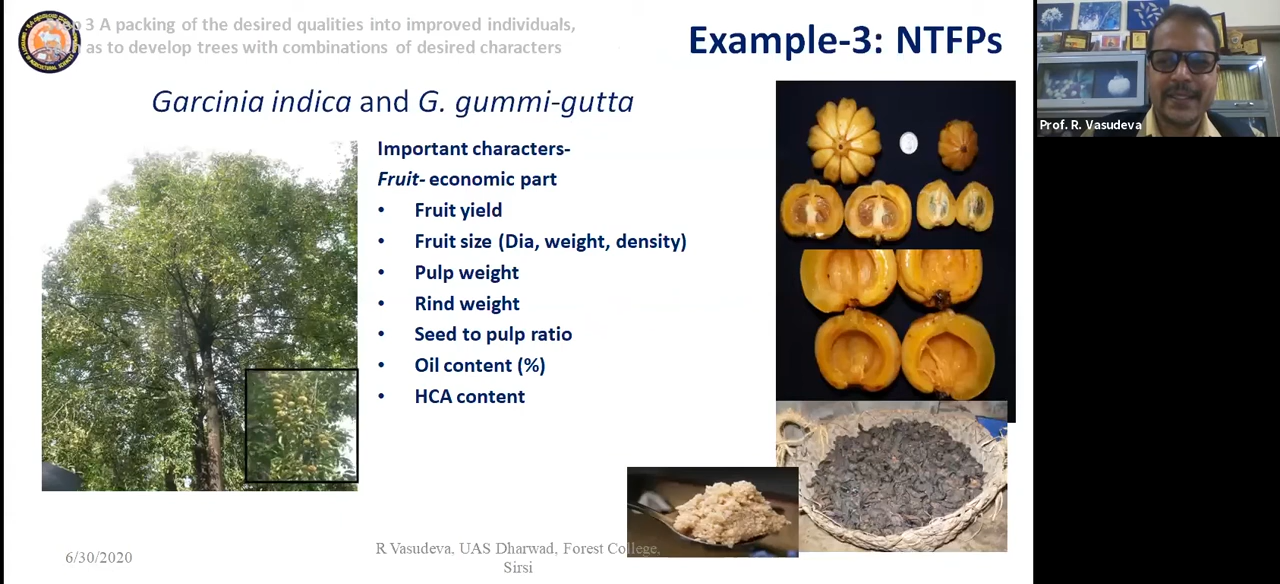 3 A packing of the desired qualities into improved individuals,
as to develop trees with combinations of desired characters
Example-3: NTFPs
Garcinia indica and G. gummi-gutta
Important characters-
Fruit- economic part
• Fruit yield
• Fruit size (Dia, weight, density)
• Pulp weight
• Rind weight
• Seed to pulp ratio
• Oil content (%)
• HCA content
6/30/2020
R Vasudeva, UAS Dharwad, Forest College,
Sirsi
Prof. R. Vasudeva